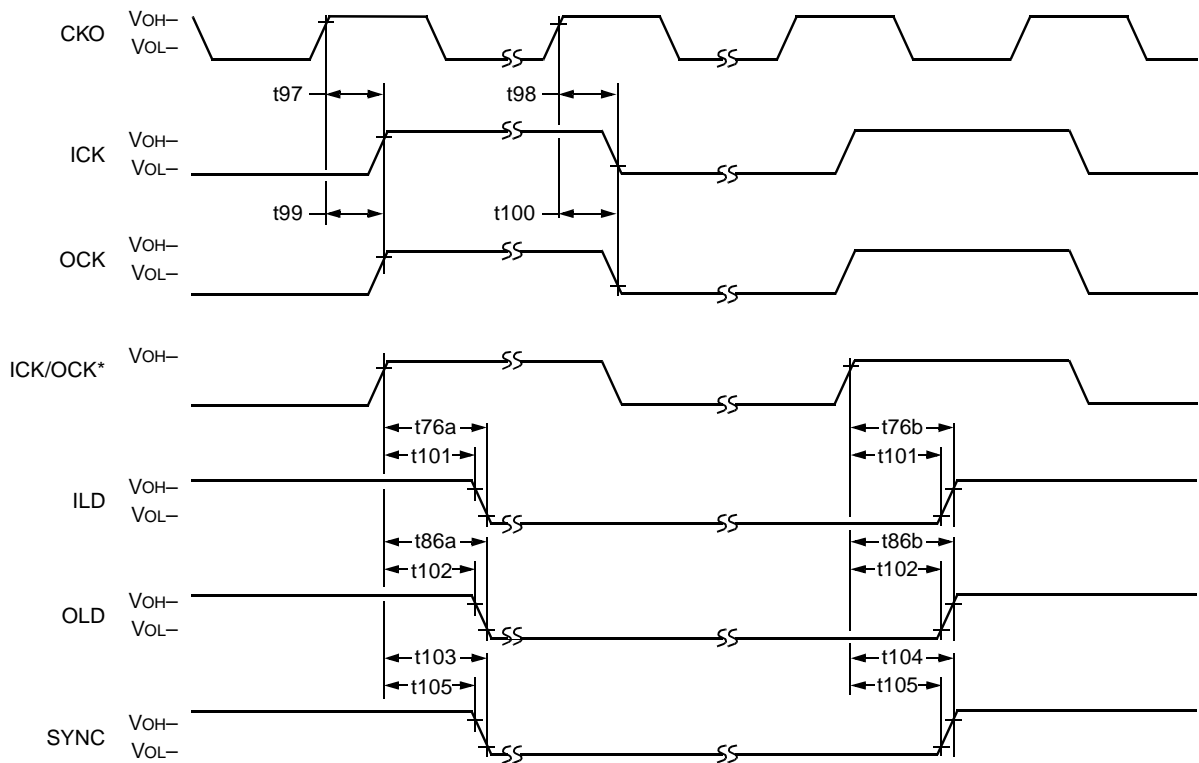 CKO
VOH–
VOL–
t97
t98
ICK
VOH–
VOL–
t99
t100
OCK
VOH–
VOL–
ICK/OCK*
VOH–
t76a
t76b
t101
t101
ILD
VOH–
VOL–
t86a
t86b
t102
t102
OLD
VOH–
VOL–
t103
t104
t105
t105
SYNC
VOH–
VOL–